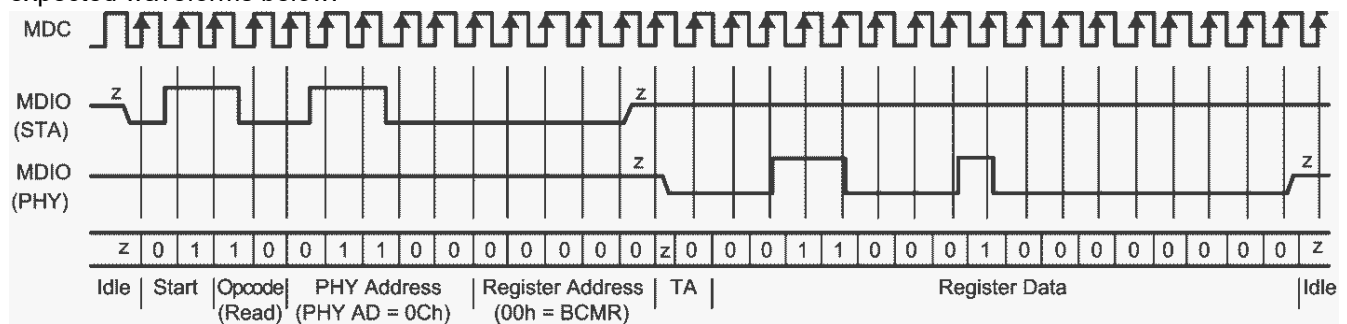 expected waveforms below.
MDC
z z
MDIO
(STA)
z z
MDIO
(PHY)
z 0 1 1 0 0 1 1 0 0 0 0 0 0 0 z 0 0 0 1 1 0 0 0 1 0 0 0 0 0 0 0 0 z
Idle Start Opcode PHY Address Register Address TA Register Data Idle
(Read) (PHY AD = 0Ch) (00h = BCMR)